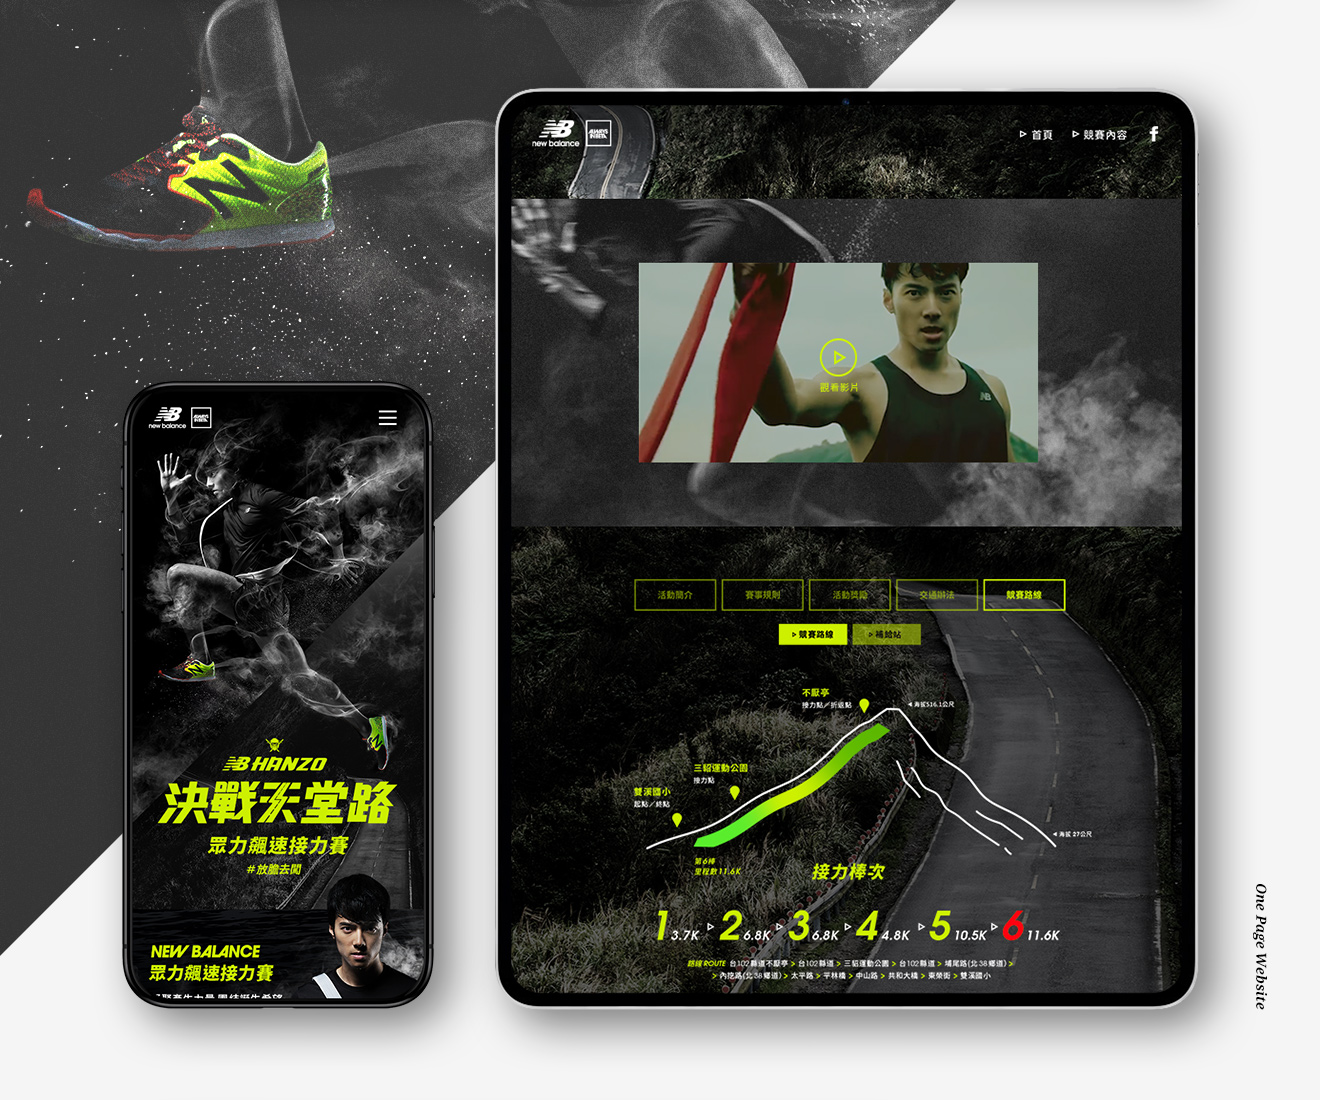 new balance
ALWAYS IN BETA
首頁
競賽內容
f
觀看影片
NB
活動簡介
賽事規則
活動獎勵
交通辦法
競賽路線
競賽路線
補給站
不厭亭
接力點／折返點
海拔516.1公尺
三貂運動公園
接力點
雙溪國小
起點／終點
海拔 27公尺
第6棒
里程數 11.6K
接力棒次
1 3.7K 2 6.8K 3 6.8K 4 4.8K 5 10.5K 6 11.6K
路線 ROUTE 台102縣道不厭亭 > 台102縣道 > 三貂運動公園 > 台102縣道 > 埔尾路(北38鄉道) >
> 內挖路(北38鄉道) > 太平路 > 平林橋 > 中山路 > 共和大橋 > 東榮街 > 雙溪國小
new balance
ALWAYS IN BETA
NB HANZO
決戰天堂路
眾力飆速接力賽
#放膽去闖
NEW BALANCE
眾力飆速接力賽
One Page Website